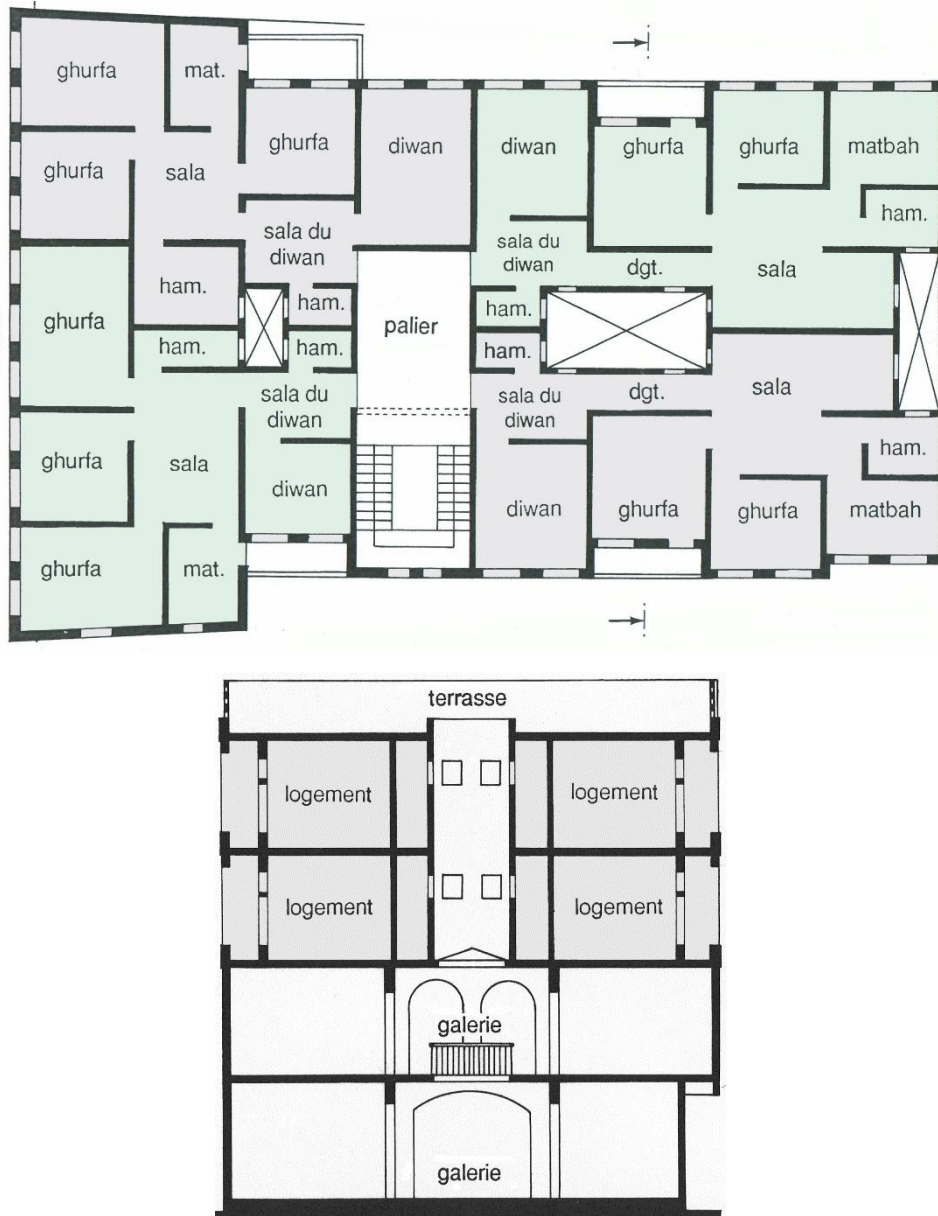 ghurfa
mat.
ghurfa
sala
ghurfa
diwan
sala du
diwan
ham.
ham.
diwan
ghurfa
ghurfa
matbah
ham.
sala du
diwan
dgt.
sala
ham.
palier
ghurfa
ham.
ham.
sala du
diwan
ghurfa
sala
diwan
ghurfa
mat.
ham.
sala du
diwan
dgt.
sala
ham.
diwan
ghurfa
ghurfa
matbah
terrasse
logement
logement
logement
logement
galerie
galerie